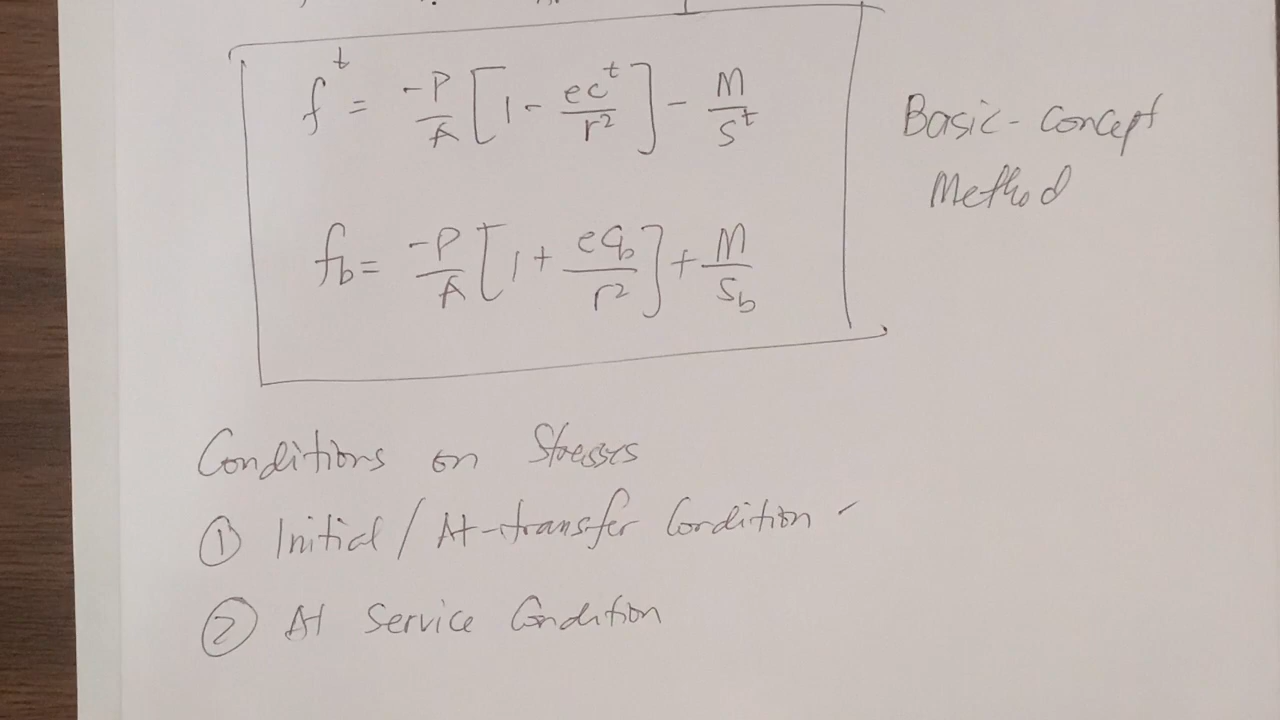 f^t = -P/A [1 - ec^t/r²] - M/S^t
Basic-concept
Method
f_b = -P/A [1 + ec_b/r²] + M/S_b
Conditions on Stresses
① Initial / At-transfer Condition
② At Service Condition